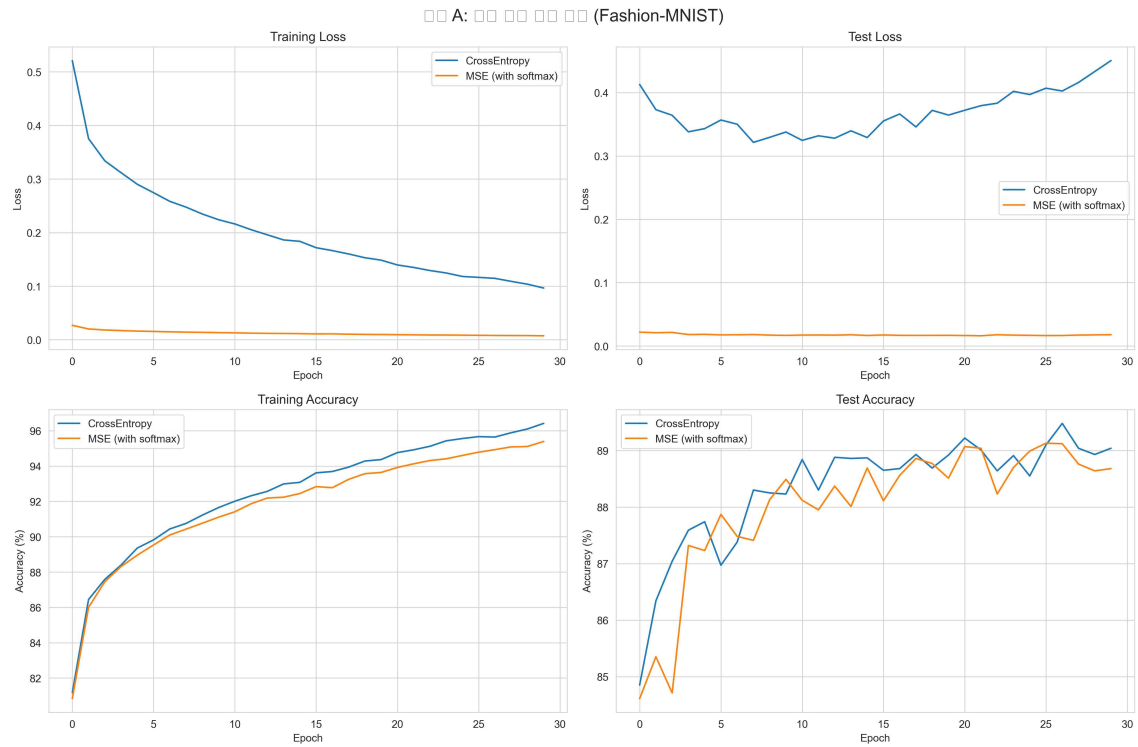 A: (Fashion-MNIST)
Training Loss
CrossEntropy
MSE (with softmax)
Loss
0.5
0.4
0.3
0.2
0.1
0.0
0 5 10 15 20 25 30
Epoch
Test Loss
CrossEntropy
MSE (with softmax)
Loss
0.4
0.3
0.2
0.1
0.0
0 5 10 15 20 25 30
Epoch
Training Accuracy
CrossEntropy
MSE (with softmax)
Accuracy (%)
96
94
92
90
88
86
84
82
0 5 10 15 20 25 30
Epoch
Test Accuracy
CrossEntropy
MSE (with softmax)
Accuracy (%)
89
88
87
86
85
0 5 10 15 20 25 30
Epoch